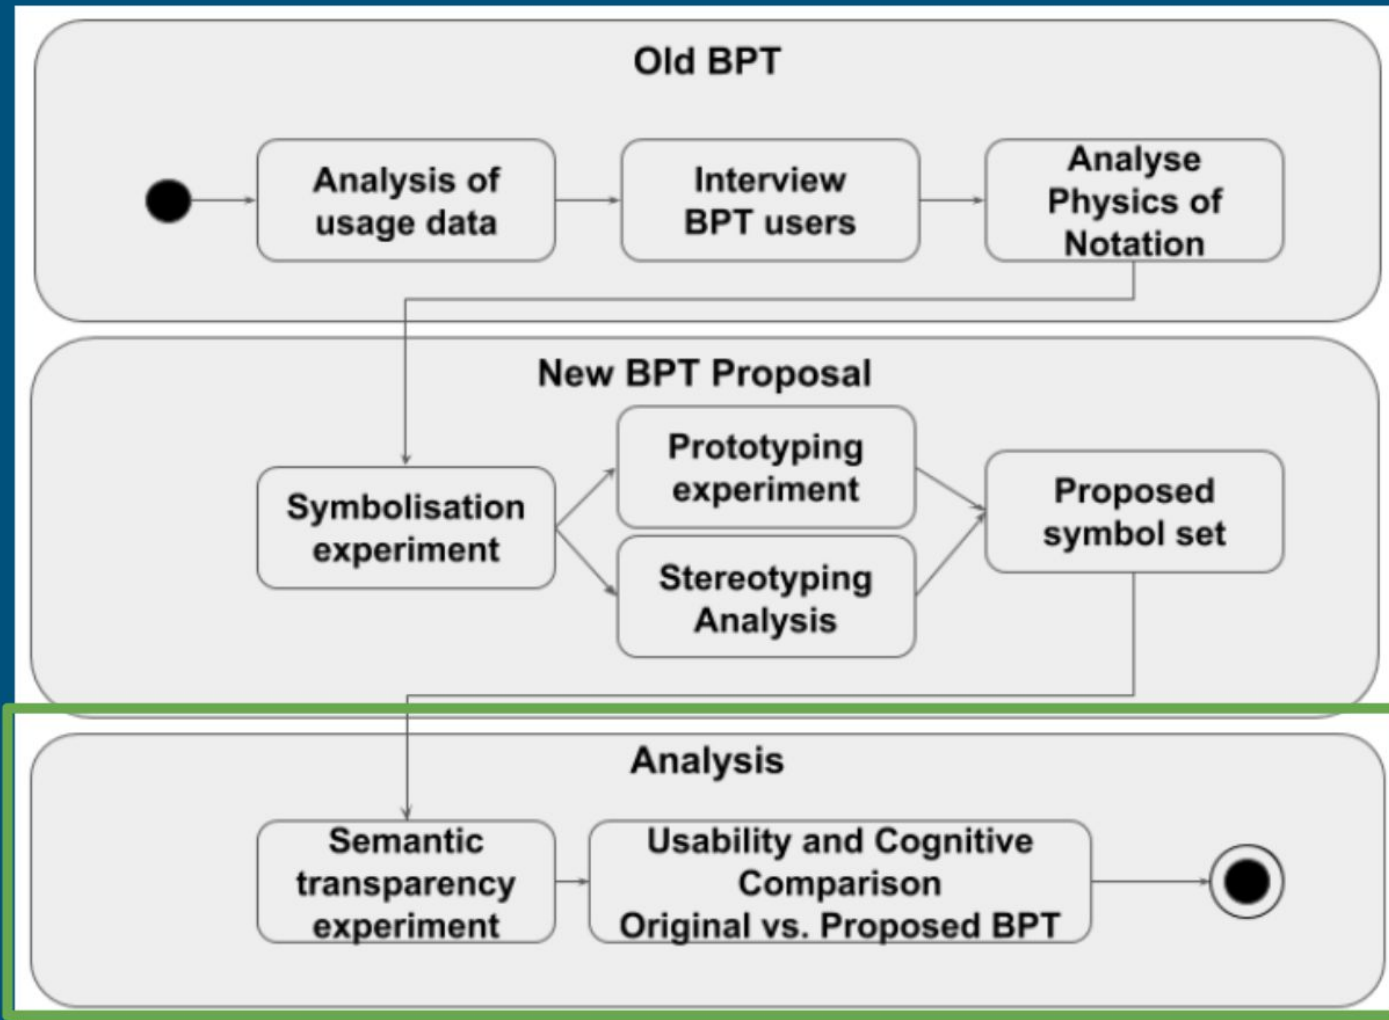 Old BPT
Analysis of
usage data
Interview
BPT users
Analyse
Physics of
Notation
New BPT Proposal
Symbolisation
experiment
Prototyping
experiment
Stereotyping
Analysis
Proposed
symbol set
Analysis
Semantic
transparency
experiment
Usability and Cognitive
Comparison
Original vs. Proposed BPT